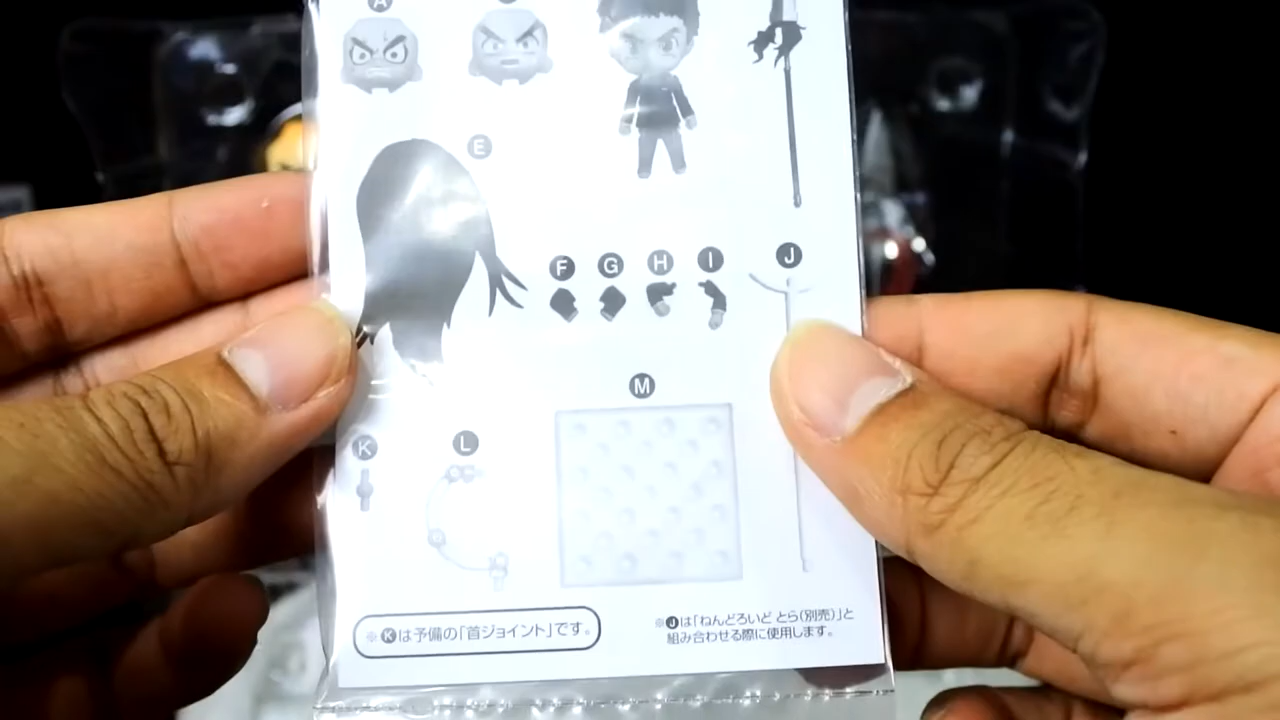 A
E
F G H I J
M
K L
※Kは予備の「首ジョイント」です。
※Jは「ねんどろいど とら(別売)」と
組み合わせる際に使用します。